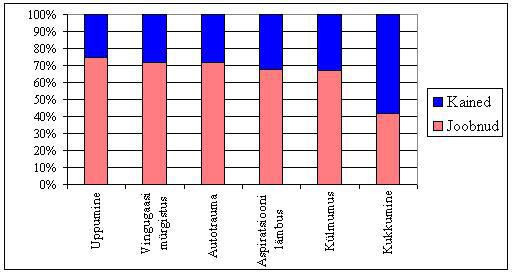 100%
90%
80%
70%
60%
50%
40%
30%
20%
10%
0%
Uppumine
Vingugaasi
mürgistus
Autotrauma
Aspiratsiooni
lämbus
Külmumus
Kukkumine
Kained
Joobnud